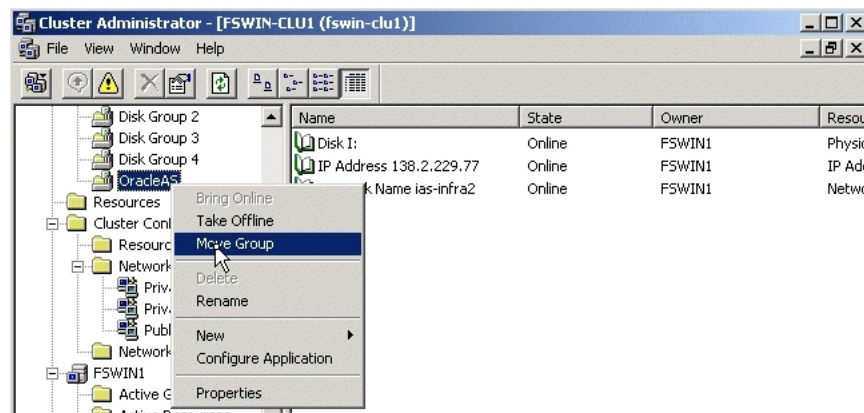 Cluster Administrator - [FSWIN-CLU1 (fswin-clu1)]
File View Window Help
Disk Group 2
Disk Group 3
Disk Group 4
OracleAS
Resources
Cluster
Resourc
Network
Priv
Priv
Publ
Network
FSWIN1
Active G
Name State Owner Resou
Disk I: Online FSWIN1 Physic
IP Address 138.2.229.77 Online FSWIN1 IP Ad
k Name ias-infra2 Online FSWIN1 Netwo
Bring Online
Take Offline
Move Group
Delete
Rename
New
Configure Application
Properties